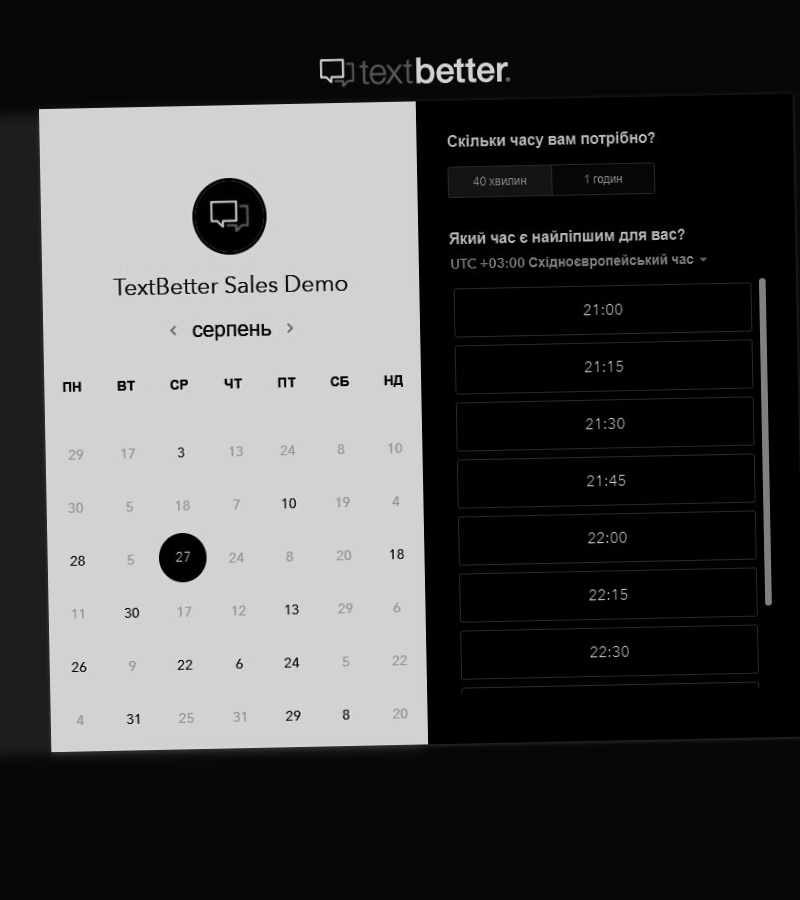 textbetter.
TextBetter Sales Demo
серпень
ПН ВТ СР ЧТ ПТ СБ НД
29 17 3 13 24 8 10
30 5 18 7 10 19 4
28 5 27 24 8 20 18
11 30 17 12 13 29 6
26 9 22 6 24 5 22
4 31 25 31 29 8 20
Скільки часу вам потрібно?
40 хвилин 1 годин
Який час є найліпшим для вас?
UTC +03:00 Східноєвропейський час
21:00
21:15
21:30
21:45
22:00
22:15
22:30